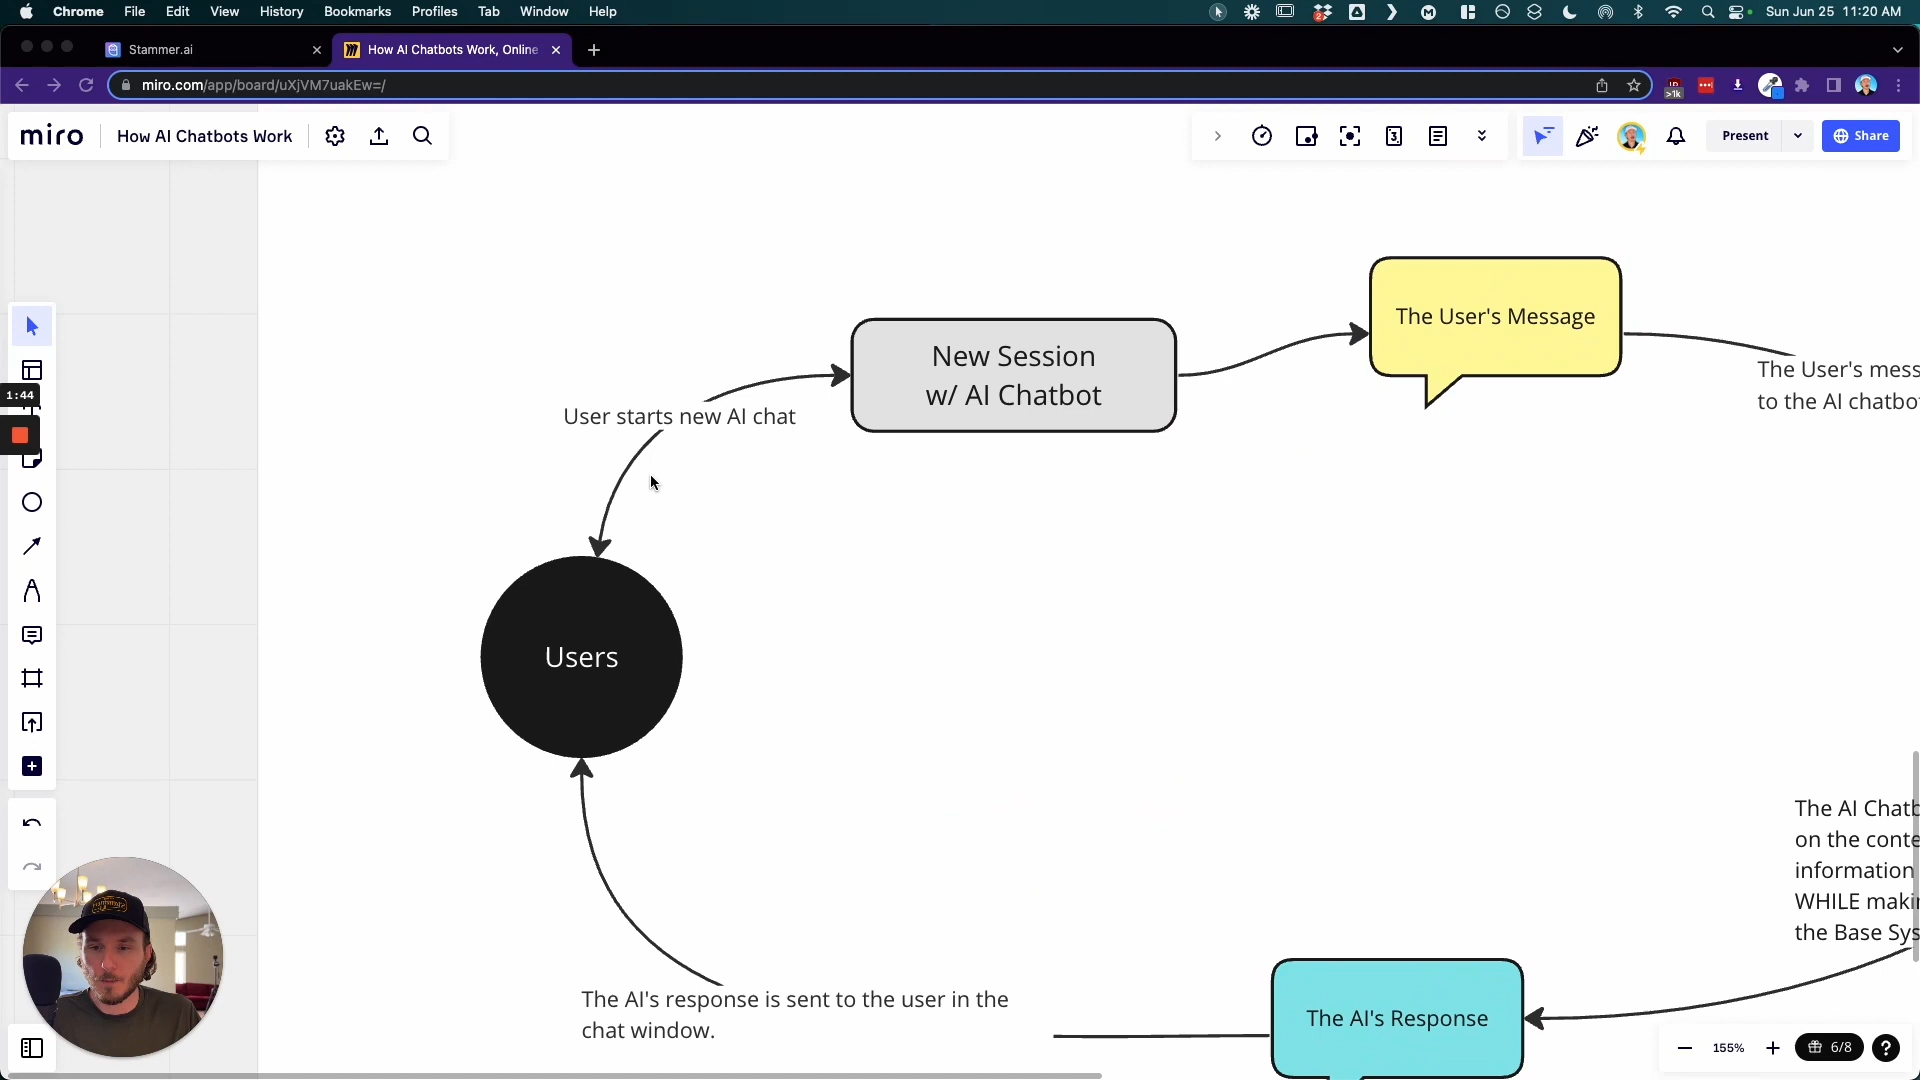 Chrome File Edit View History Bookmarks Profiles Tab Window Help
Sun Jun 25 11:20 AM
Stammer.ai
How AI Chatbots Work, Online
miro.com/app/board/uXjVM7uakEw=/
>1k
miro
How AI Chatbots Work
Present
Share
1:44
The User's Message
New Session
w/ AI Chatbot
The User's mess
to the AI chatbo
User starts new AI chat
Users
The AI Chatb
on the conte
information
WHILE maki
the Base Sys
The AI's response is sent to the user in the
chat window.
The AI's Response
155%
6/8